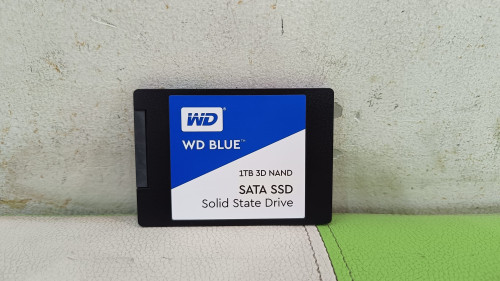 WD®
WD BLUE™
1TB 3D NAND
SATA SSD
Solid State Drive